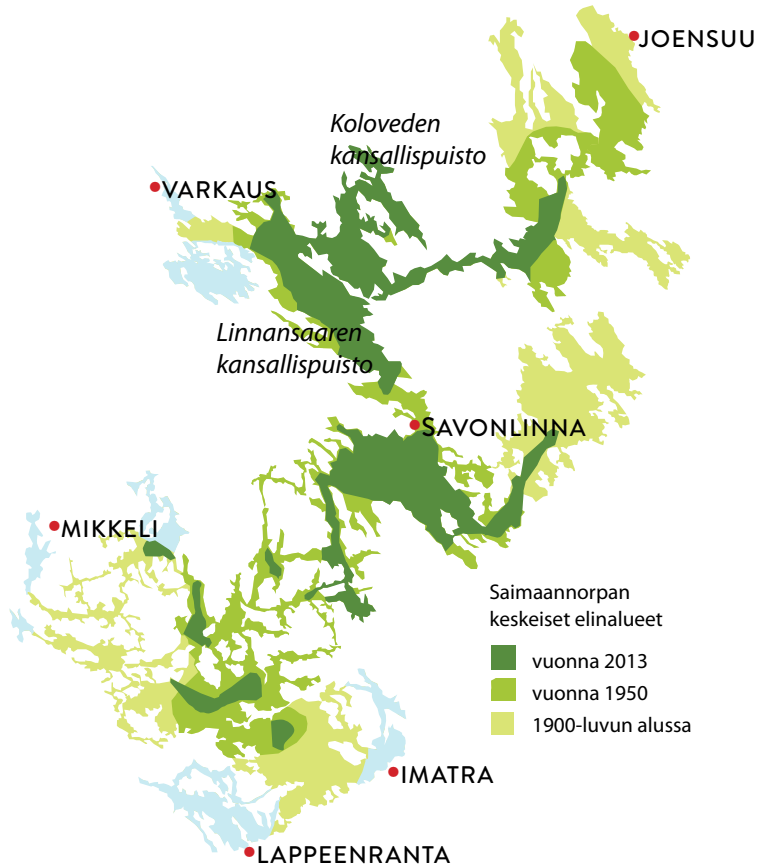 JOENSUU
Koloveden
kansallispuisto
VARKAUS
Linnansaaren
kansallispuisto
SAVONLINNA
MIKKELI
Saimaannorpan
keskeiset elinalueet
vuonna 2013
vuonna 1950
1900-luvun alussa
IMATRA
LAPPEENRANTA